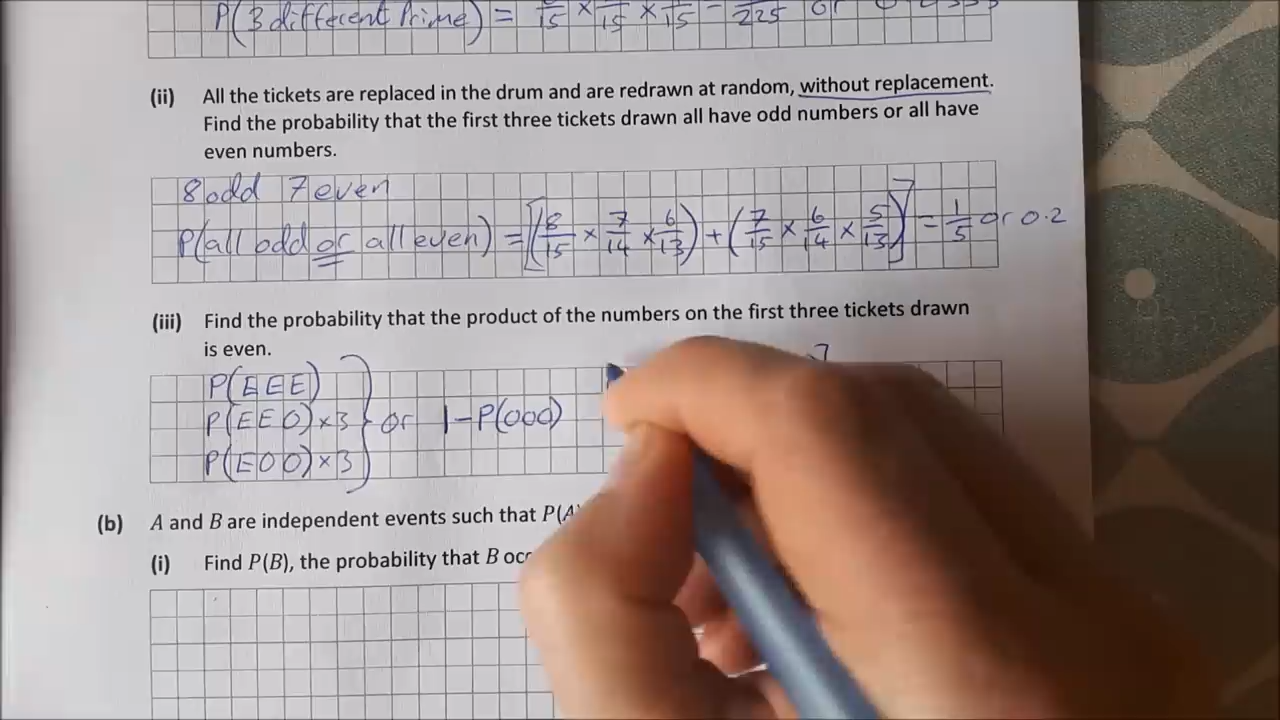 P(3 different Prime) = /15 × /15 × /15 = /225 or
(ii) All the tickets are replaced in the drum and are redrawn at random, without replacement.
Find the probability that the first three tickets drawn all have odd numbers or all have
even numbers.
8 odd 7 even
P(all odd or all even) = [(8/15 × 7/14 × 6/13) + (7/15 × 6/14 × 5/13)] = 1/5 or 0.2
(iii) Find the probability that the product of the numbers on the first three tickets drawn
is even.
P(EEE)
P(EEO)×3 } or 1-P(OOO)
P(EOO)×3
(b) A and B are independent events such that P(A)
(i) Find P(B), the probability that B